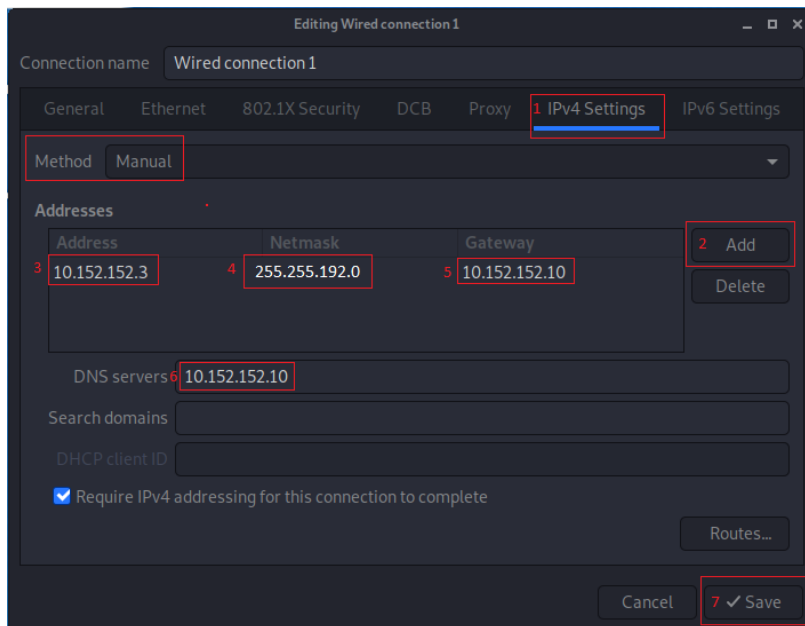 Editing Wired connection 1
Connection name Wired connection 1
General Ethernet 802.1X Security DCB Proxy 1 IPv4 Settings IPv6 Settings
Method Manual
Addresses
Address Netmask Gateway 2 Add
3 10.152.152.3 4 255.255.192.0 5 10.152.152.10
Delete
DNS servers 6 10.152.152.10
Search domains
DHCP client ID
Require IPv4 addressing for this connection to complete
Routes...
Cancel 7 Save